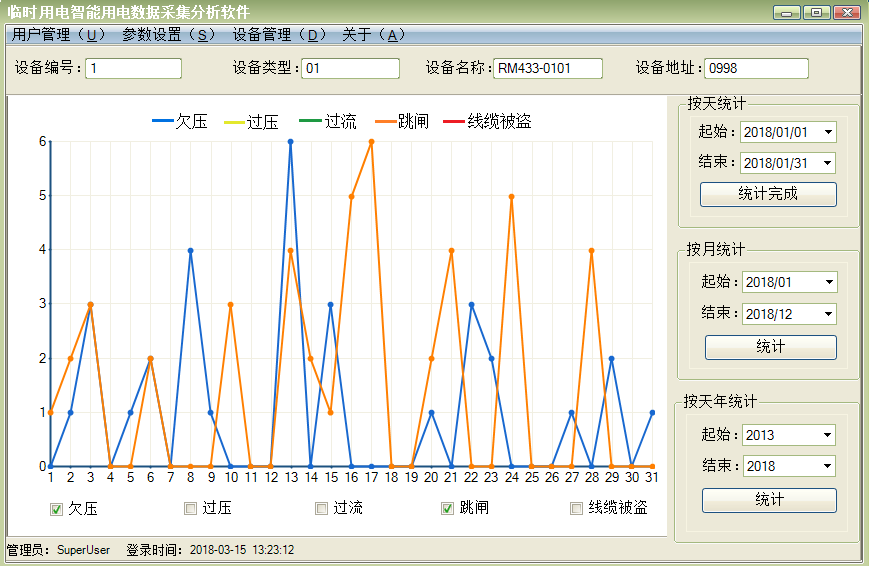 临时用电智能用电数据采集分析软件
用户管理（U） 参数设置（S） 设备管理（D） 关于（A）
设备编号： 1 设备类型： 01 设备名称： RM433-0101 设备地址： 0998
欠压 过压 过流 跳闸 线缆被盗
6
5
4
3
2
1
0
1 2 3 4 5 6 7 8 9 10 11 12 13 14 15 16 17 18 19 20 21 22 23 24 25 26 27 28 29 30 31
欠压 过压 过流 跳闸 线缆被盗
按天统计
起始： 2018/01/01
结束： 2018/01/31
统计完成
按月统计
起始： 2018/01
结束： 2018/12
统计
按天年统计
起始： 2013
结束： 2018
统计
管理员： SuperUser 登录时间： 2018-03-15 13:23:12